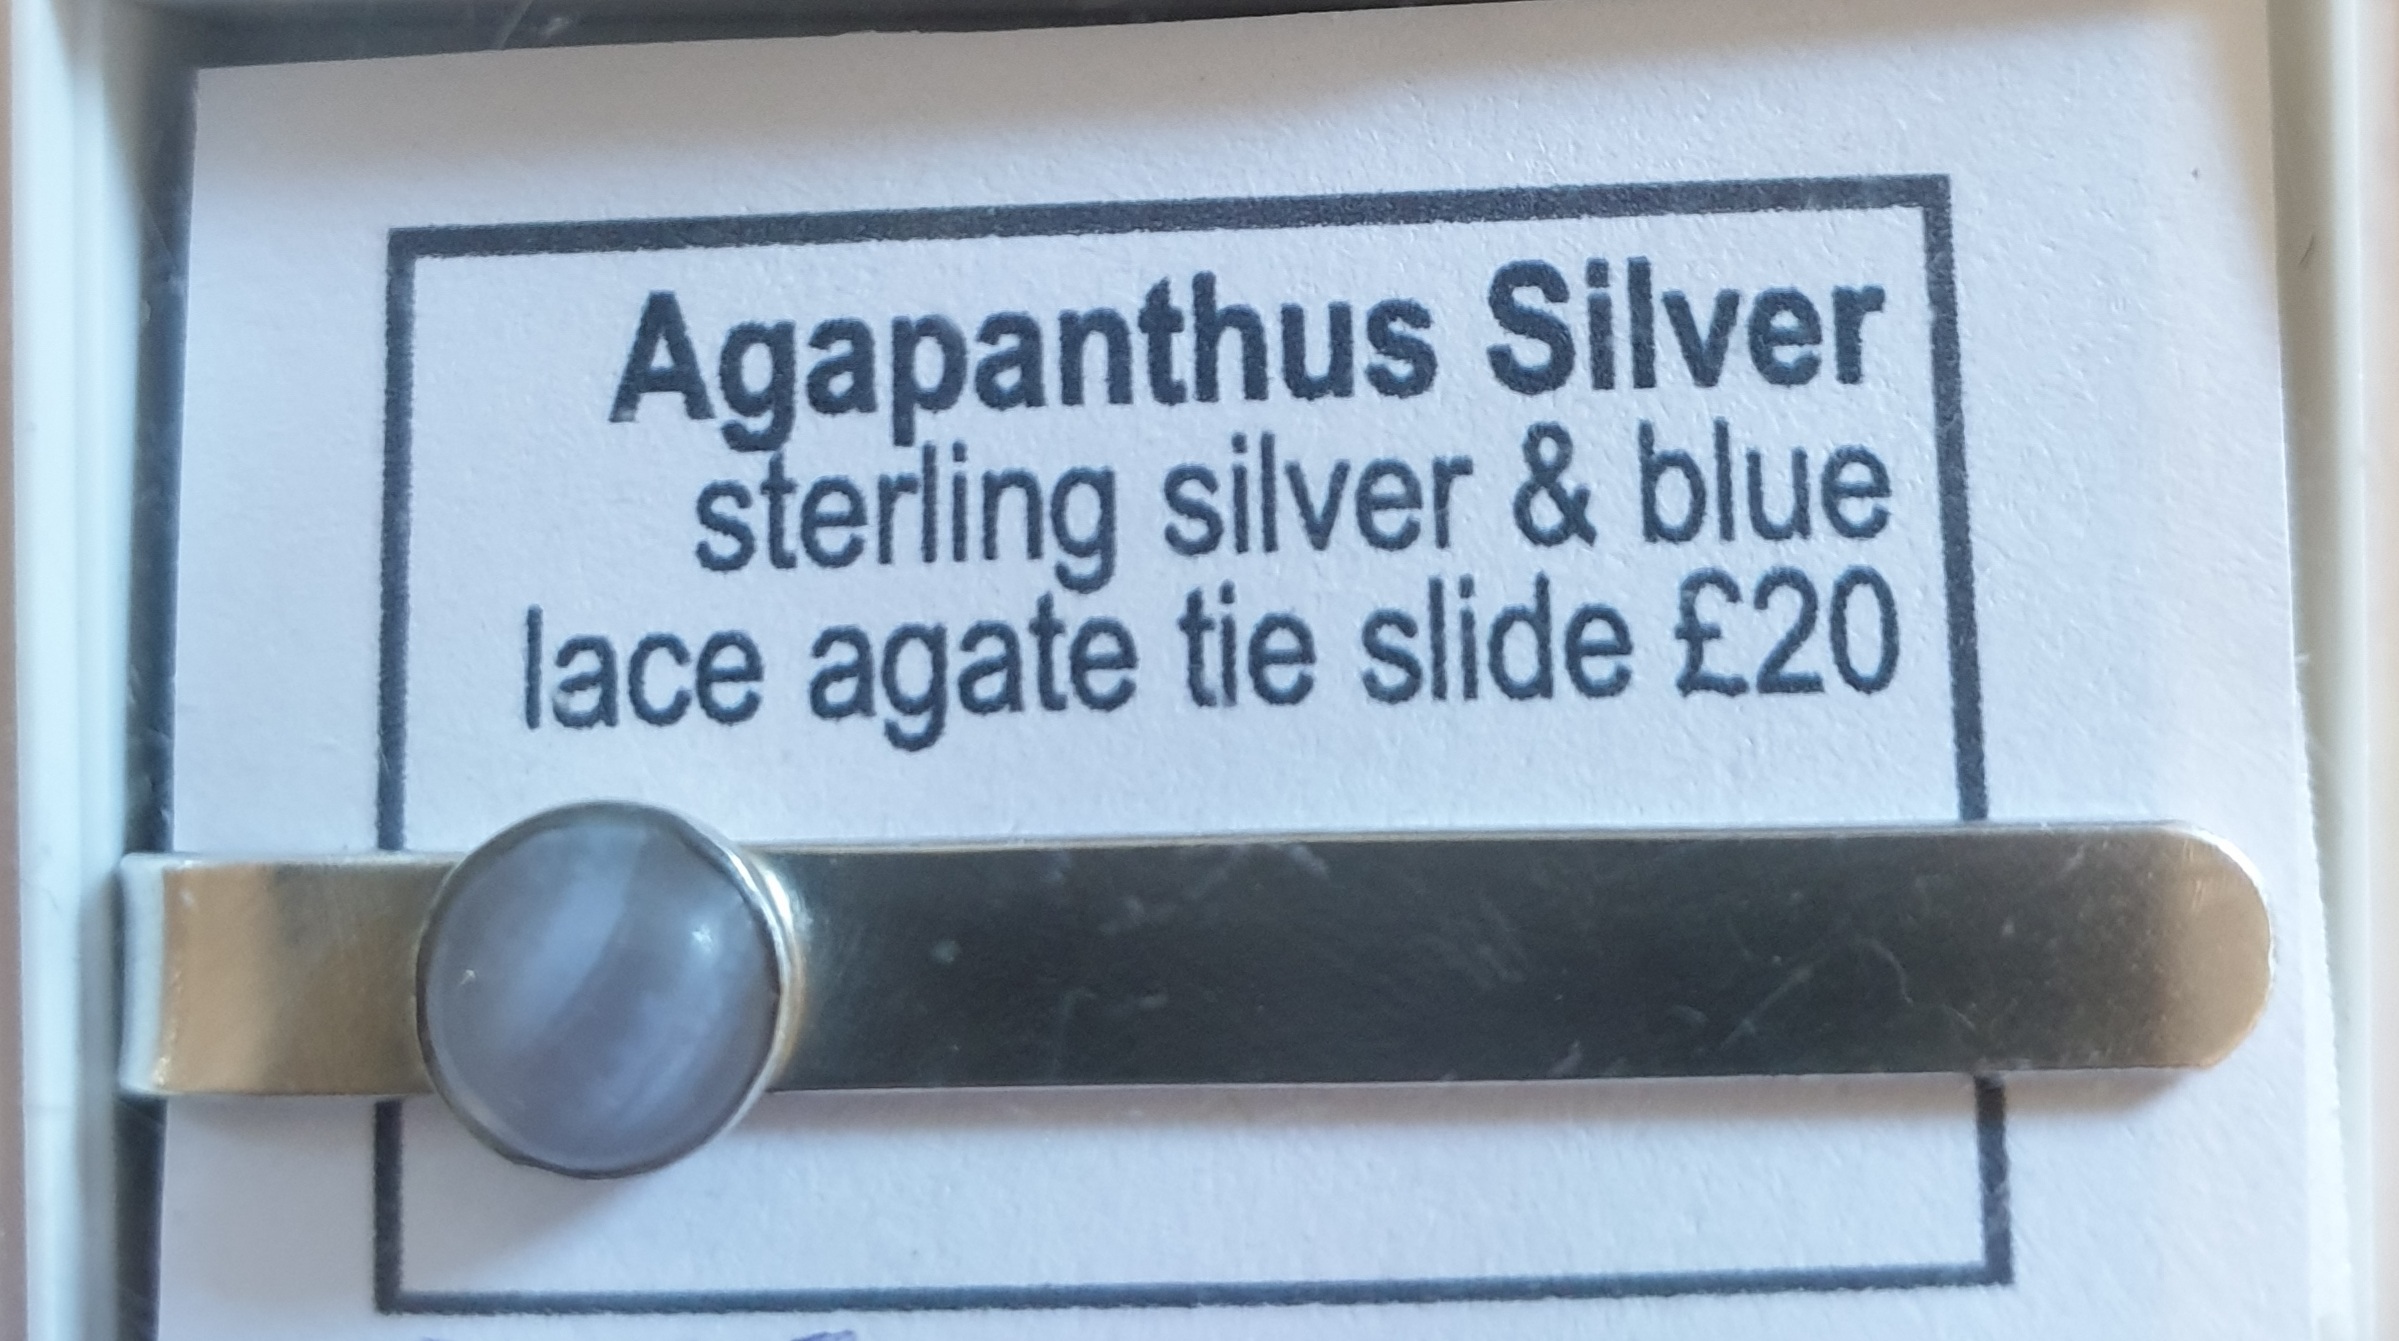 Agapanthus Silver
sterling silver & blue
lace agate tie slide £20